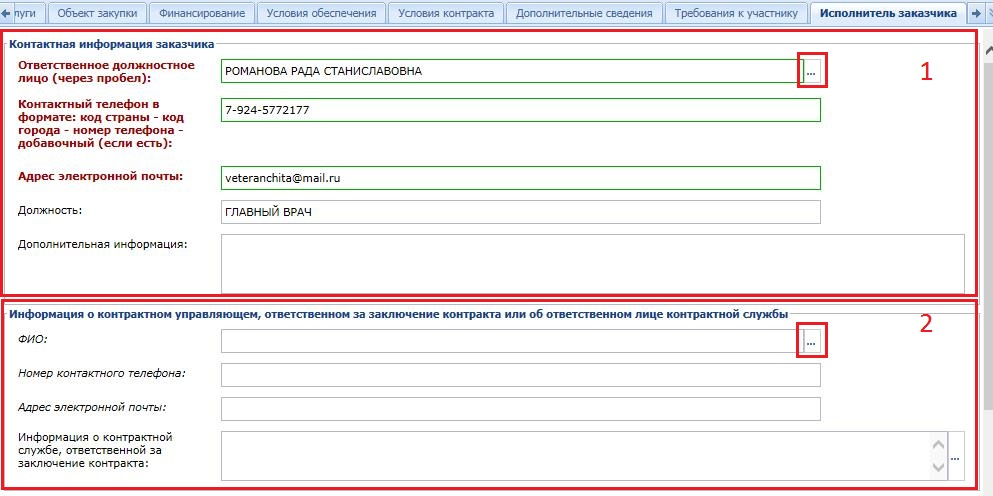 луги Объект закупки Финансирование Условия обеспечения Условия контракта Дополнительные сведения Требования к участнику Исполнитель заказчика
Контактная информация заказчика
1
Ответственное должностное
лицо (через пробел):
РОМАНОВА РАДА СТАНИСЛАВОВНА
...
Контактный телефон в
формате: код страны - код
города - номер телефона -
добавочный (если есть):
7-924-5772177
Адрес электронной почты:
veteranchita@mail.ru
Должность:
ГЛАВНЫЙ ВРАЧ
Дополнительная информация:
Информация о контрактном управляющем, ответственном за заключение контракта или об ответственном лице контрактной службы
2
ФИО:
...
Номер контактного телефона:
Адрес электронной почты:
Информация о контрактной
службе, ответственной за
заключение контракта:
...